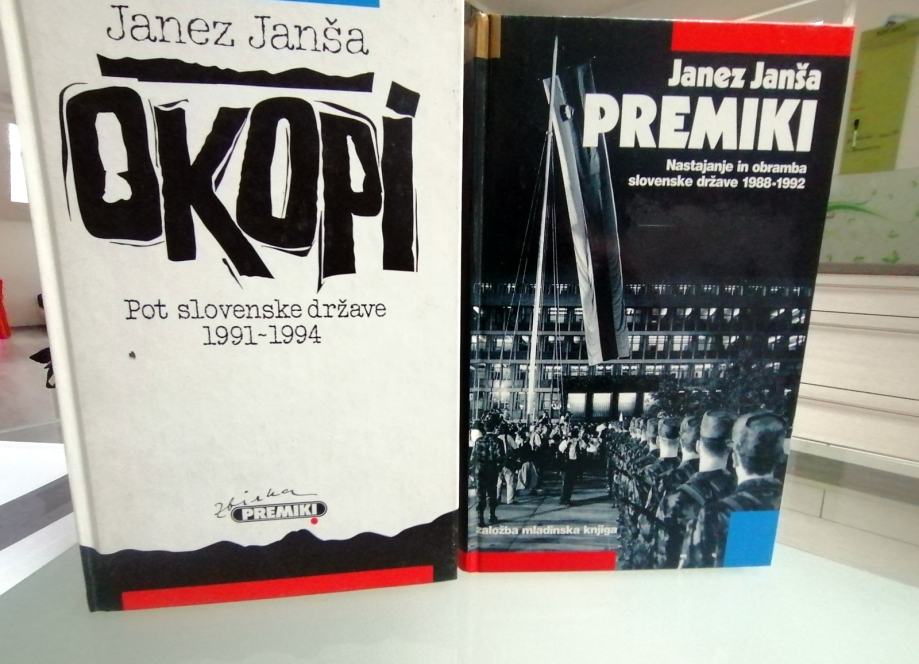 Janez Janša
OKOPi
Pot slovenske države
1991-1994
Zbirka
PREMIKI
Janez Janša
PREMIKI
Nastajanje in obramba
slovenske države 1988-1992
založba mladinska knjiga